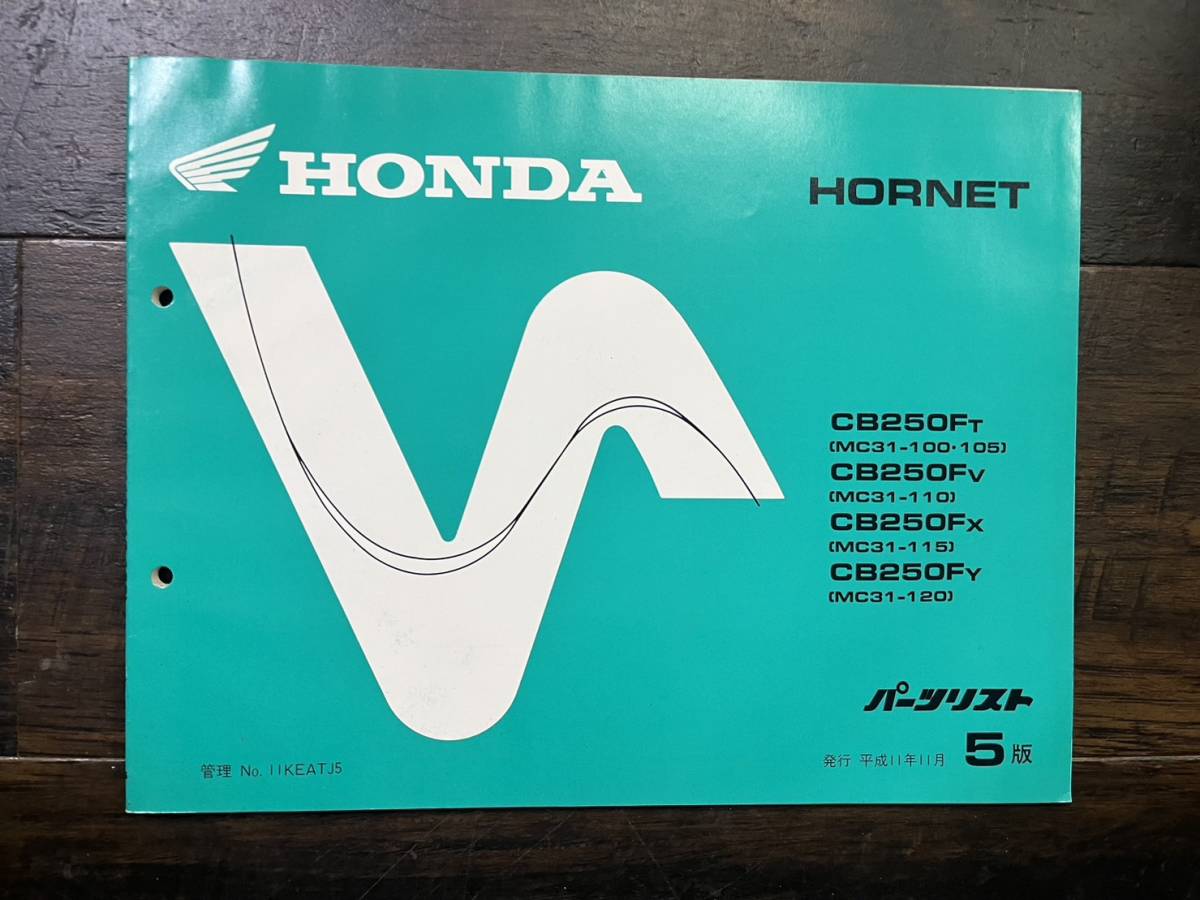 HONDA
HORNET
CB250FT
(MC31-100・105)
CB250FV
(MC31-110)
CB250FX
(MC31-115)
CB250FY
(MC31-120)
パーツリスト
管理 No. 11KEATJ5
発行 平成11年11月 5版